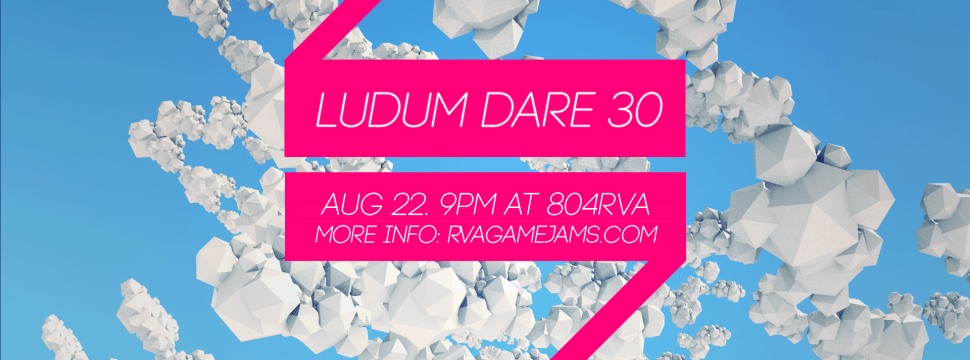 LUDUM DARE 30
AUG 22. 9PM AT 804RVA
MORE INFO: RVAGAMEJAMS.COM